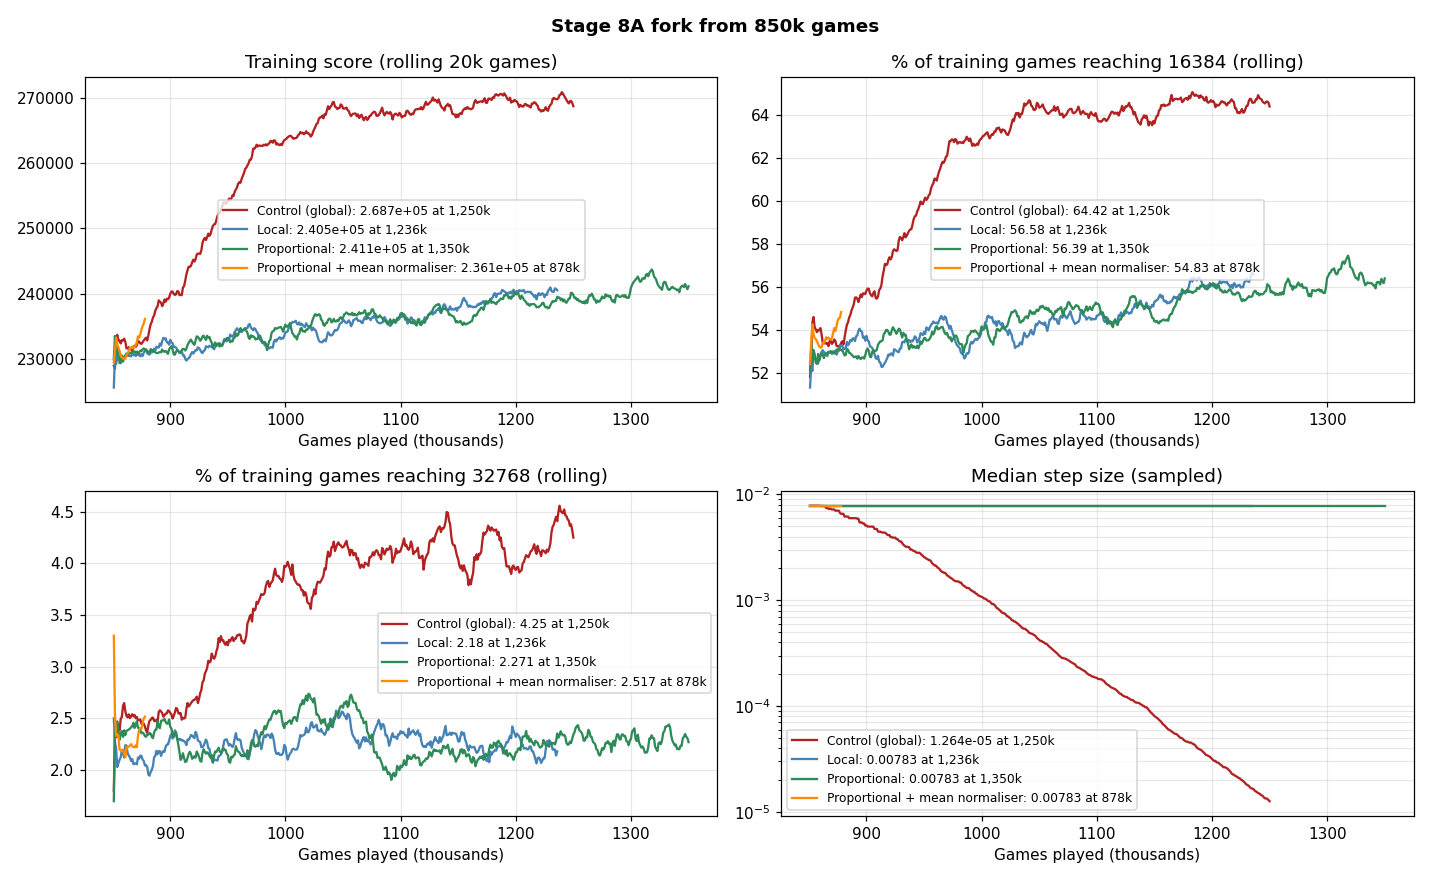 Stage 8A fork from 850k games
Training score (rolling 20k games)
270000
260000
250000
240000
230000
Control (global): 2.687e+05 at 1,250k
Local: 2.405e+05 at 1,236k
Proportional: 2.411e+05 at 1,350k
Proportional + mean normaliser: 2.361e+05 at 878k
900 1000 1100 1200 1300
Games played (thousands)
% of training games reaching 16384 (rolling)
64
62
60
58
56
54
52
Control (global): 64.42 at 1,250k
Local: 56.58 at 1,236k
Proportional: 56.39 at 1,350k
Proportional + mean normaliser: 54.83 at 878k
900 1000 1100 1200 1300
Games played (thousands)
% of training games reaching 32768 (rolling)
4.5
4.0
3.5
3.0
2.5
2.0
Control (global): 4.25 at 1,250k
Local: 2.18 at 1,236k
Proportional: 2.271 at 1,350k
Proportional + mean normaliser: 2.517 at 878k
900 1000 1100 1200 1300
Games played (thousands)
Median step size (sampled)
10⁻²
10⁻³
10⁻⁴
10⁻⁵
Control (global): 1.264e-05 at 1,250k
Local: 0.00783 at 1,236k
Proportional: 0.00783 at 1,350k
Proportional + mean normaliser: 0.00783 at 878k
900 1000 1100 1200 1300
Games played (thousands)